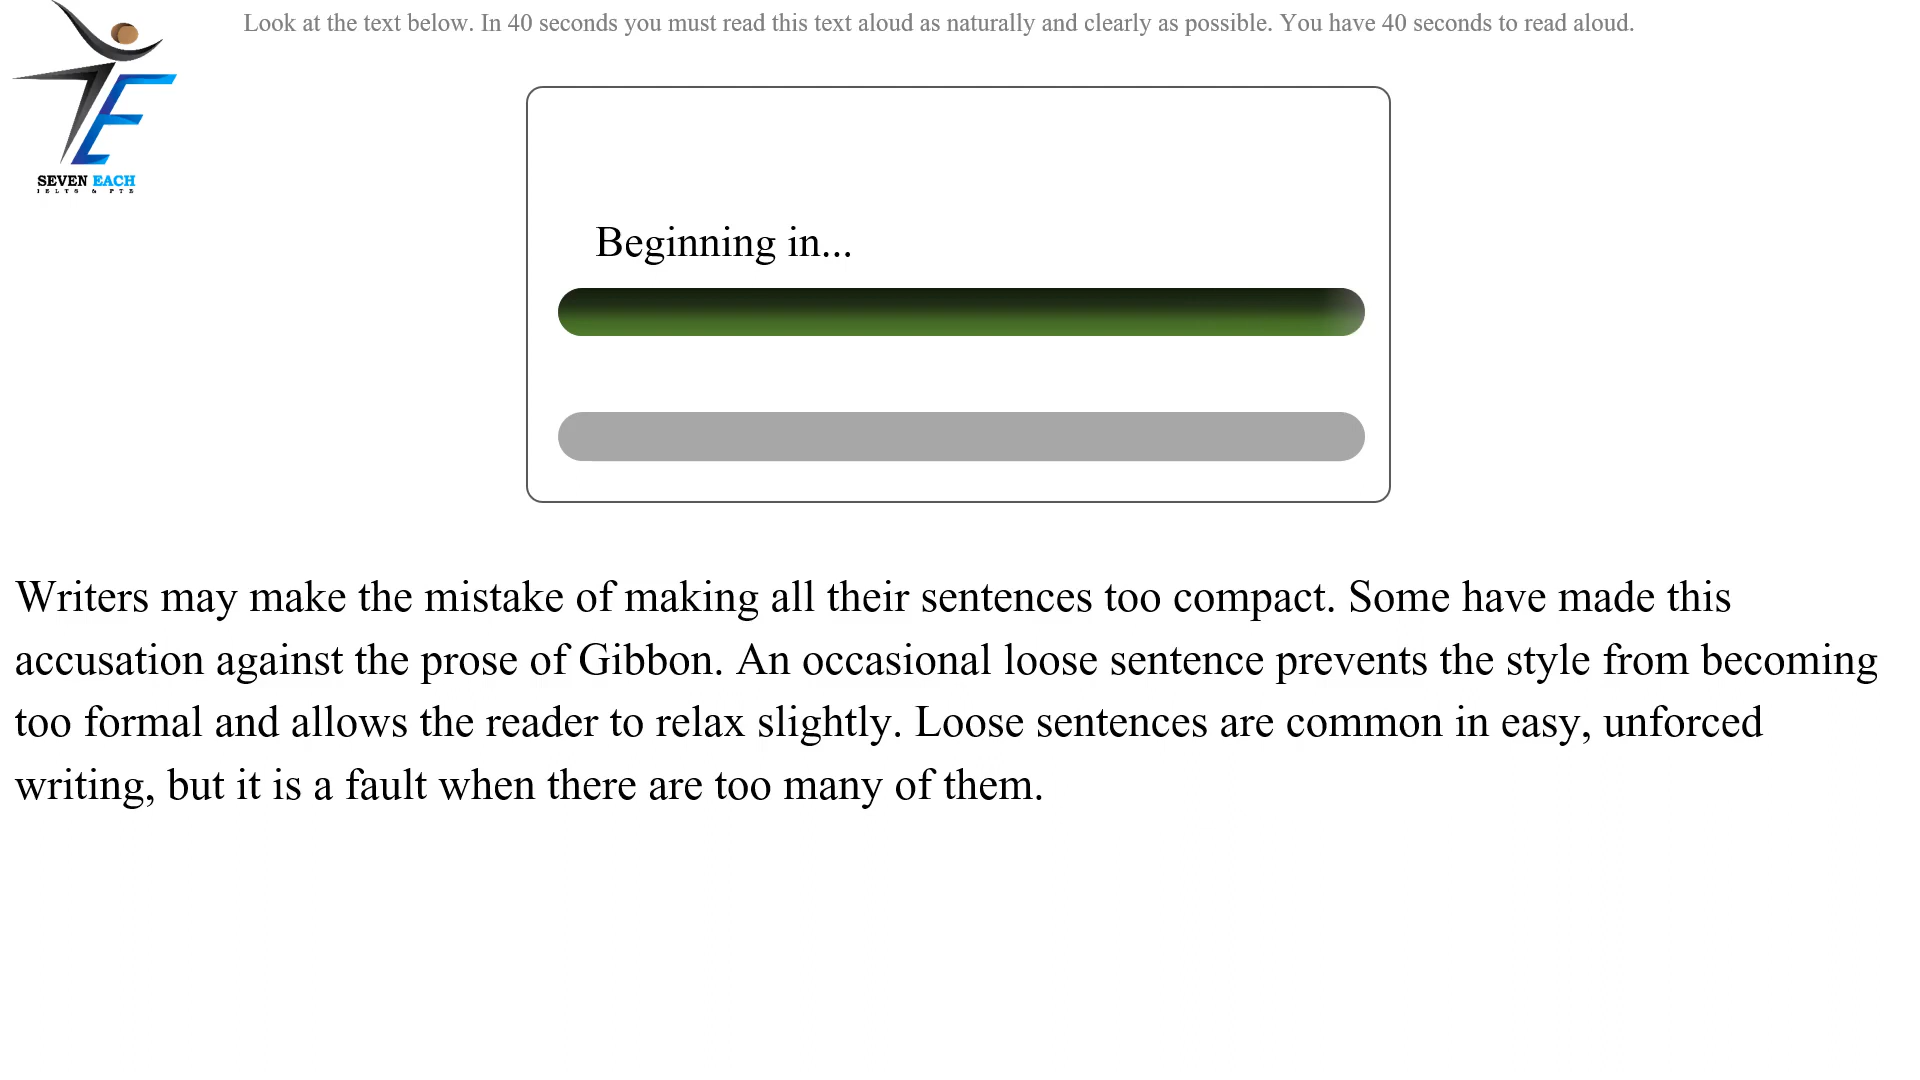 Look at the text below. In 40 seconds you must read this text aloud as naturally and clearly as possible. You have 40 seconds to read aloud.
SEVEN EACH
IELTS & PTE
Beginning in...
Writers may make the mistake of making all their sentences too compact. Some have made this
accusation against the prose of Gibbon. An occasional loose sentence prevents the style from becoming
too formal and allows the reader to relax slightly. Loose sentences are common in easy, unforced
writing, but it is a fault when there are too many of them.